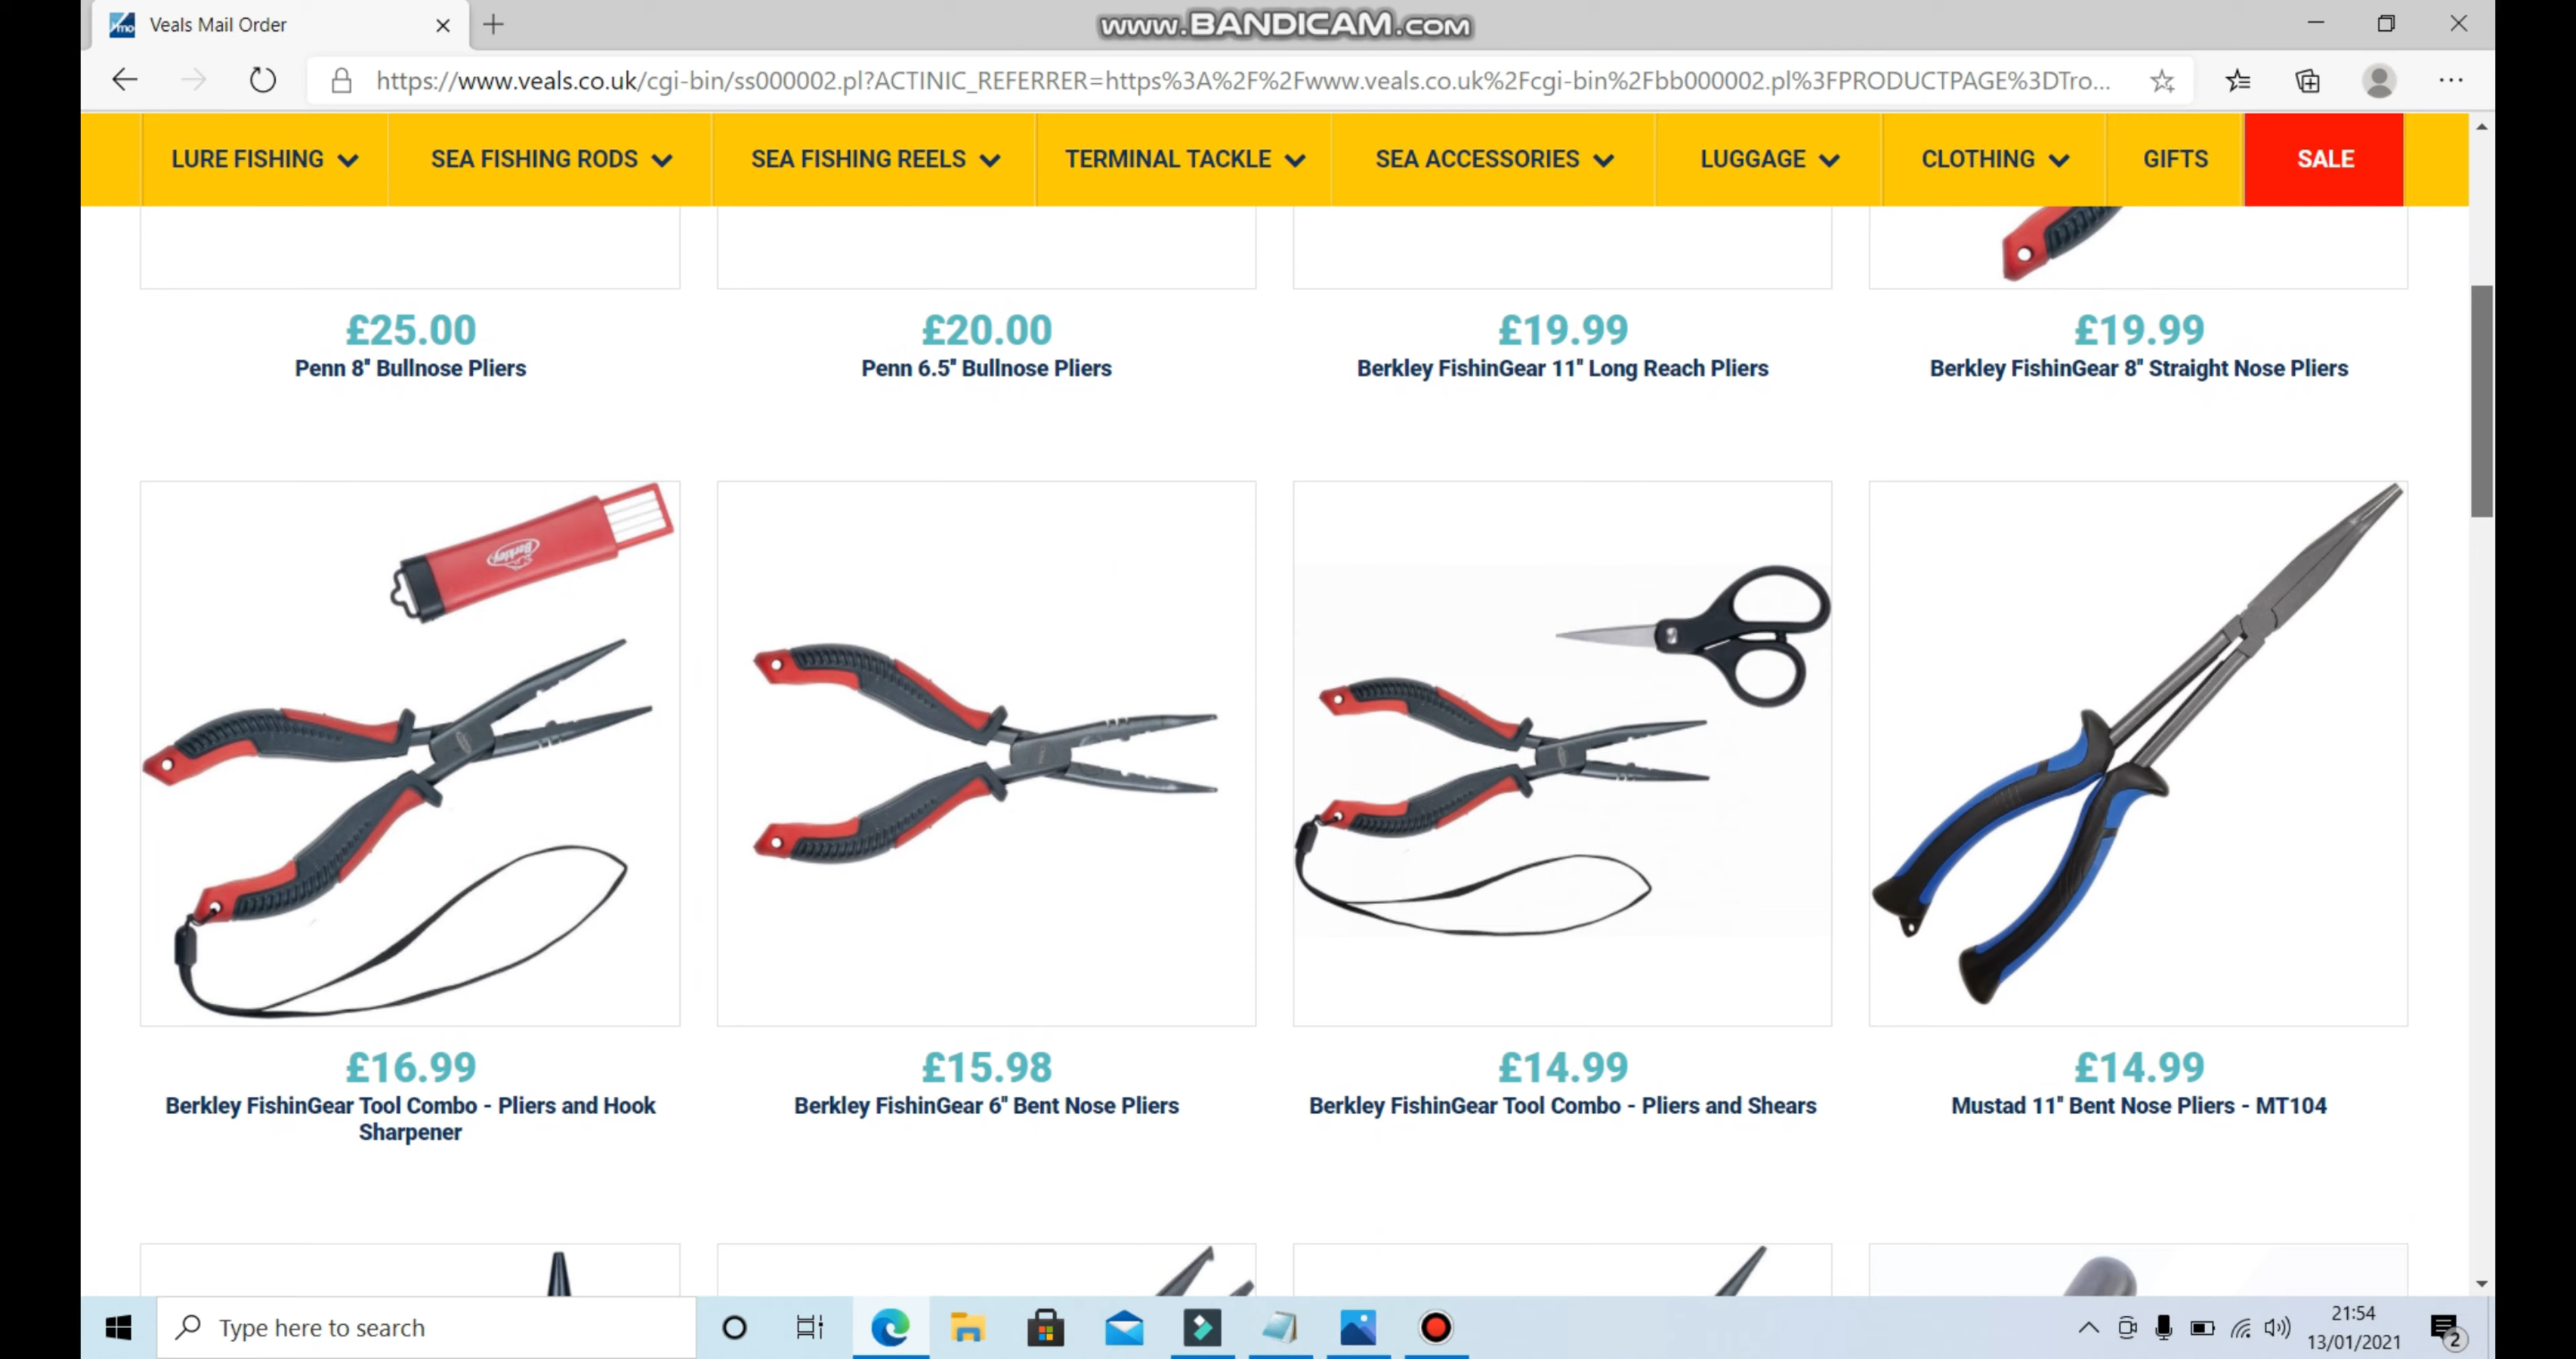 Vmo Veals Mail Order
www.BANDICAM.COM
https://www.veals.co.uk/cgi-bin/ss000002.pl?ACTINIC_REFERRER=https%3A%2F%2Fwww.veals.co.uk%2Fcgi-bin%2Fbb000002.pl%3FPRODUCTPAGE%3DTro...
LURE FISHING SEA FISHING RODS SEA FISHING REELS TERMINAL TACKLE SEA ACCESSORIES LUGGAGE CLOTHING GIFTS SALE
£25.00 £20.00 £19.99 £19.99
Penn 8" Bullnose Pliers Penn 6.5" Bullnose Pliers Berkley FishinGear 11" Long Reach Pliers Berkley FishinGear 8" Straight Nose Pliers
Berkley
£16.99 £15.98 £14.99 £14.99
Berkley FishinGear Tool Combo - Pliers and Hook Berkley FishinGear 6" Bent Nose Pliers Berkley FishinGear Tool Combo - Pliers and Shears Mustad 11" Bent Nose Pliers - MT104
Sharpener
Type here to search
21:54
13/01/2021
2